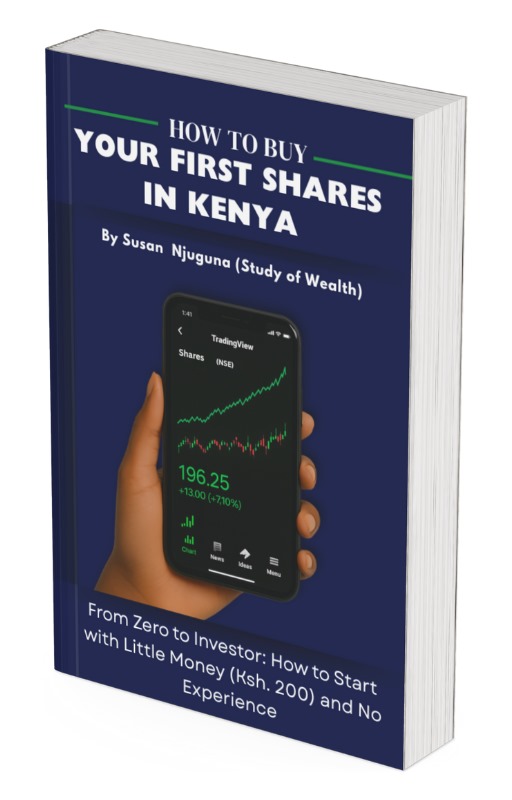 HOW TO BUY
YOUR FIRST SHARES
IN KENYA
By Susan Njuguna (Study of Wealth)
1:41
TradingView
Shares (NSE)
196.25
+13.00 (+7,10%)
Chart
News
Ideas
Menu
From Zero to Investor: How to Start
with Little Money (Ksh. 200) and No
Experience